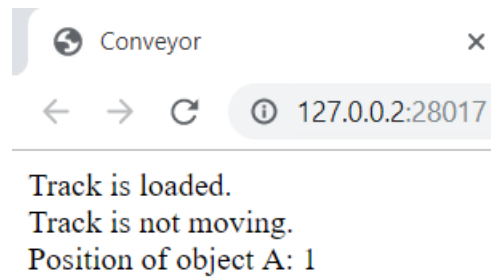 Conveyor
127.0.0.2:28017
Track is loaded.
Track is not moving.
Position of object A: 1